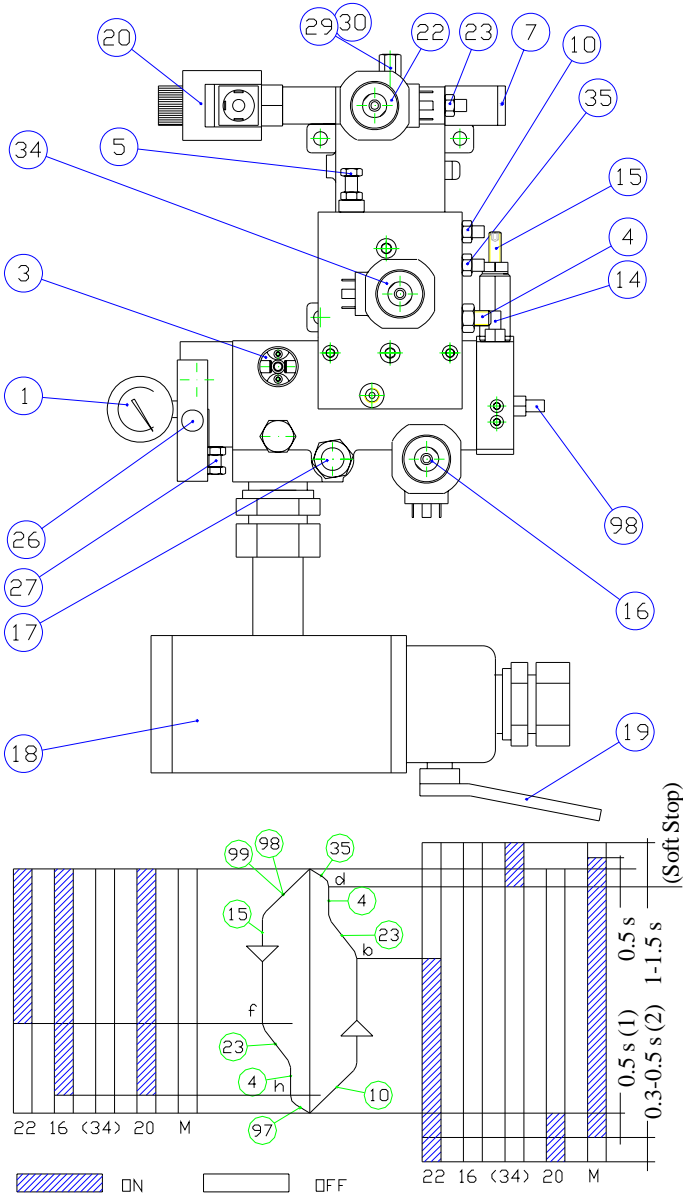 30
20 29 22 23 7 10
35
34 5
15
4
3 14
1
98
26
27
17 16
18 19
(Soft Stop)
98
99 35
d
15 4
23
b
0.5 s
1-1.5 s
f
23
4 h 10
97
0.5 s (1)
0.3-0.5 s (2)
22 16 (34) 20 M
22 16 (34) 20 M
ON OFF